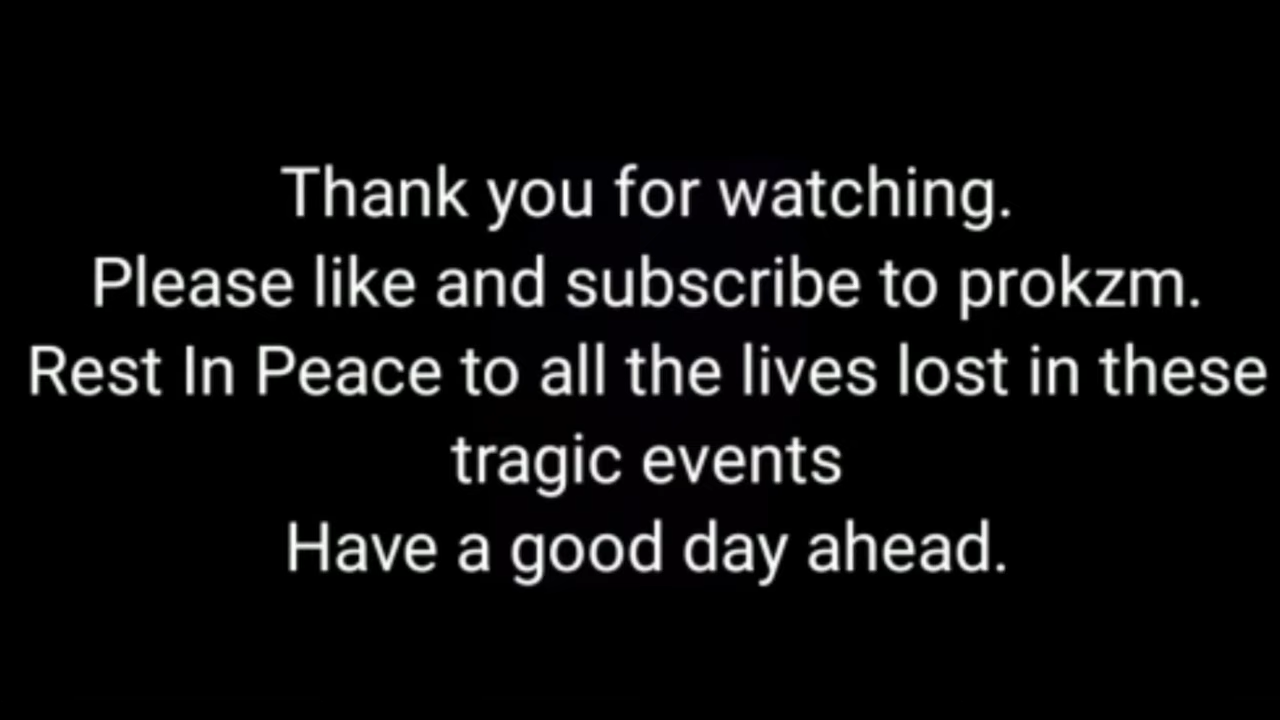 Thank you for watching.
Please like and subscribe to prokzm.
Rest In Peace to all the lives lost in these
tragic events
Have a good day ahead.